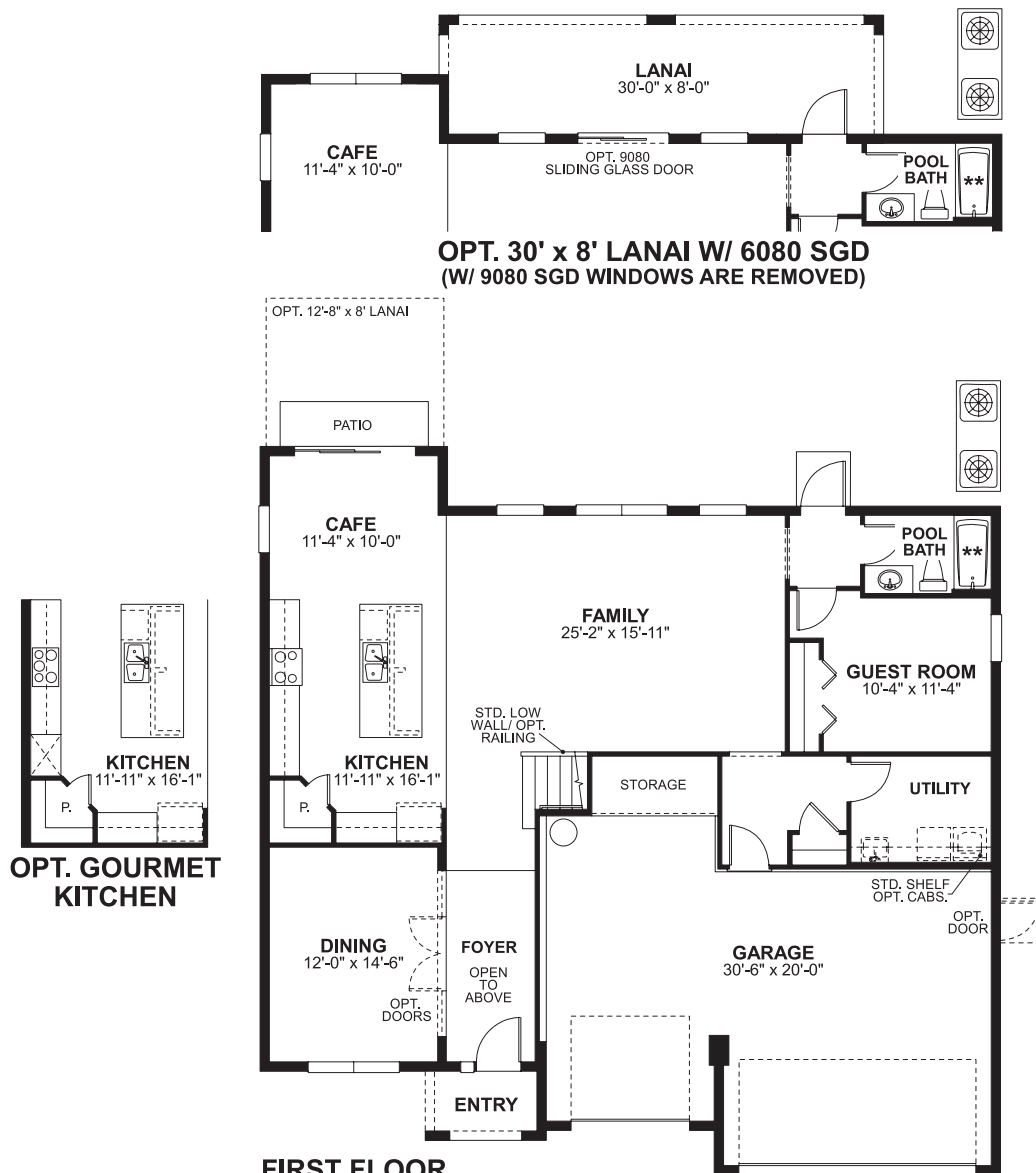 LANAI
30'-0" x 8'-0"
CAFE
11'-4" x 10'-0"
OPT. 9080
SLIDING GLASS DOOR
POOL
BATH
**
OPT. 30' x 8' LANAI W/ 6080 SGD
(W/ 9080 SGD WINDOWS ARE REMOVED)
OPT. 12'-8" x 8' LANAI
PATIO
CAFE
11'-4" x 10'-0"
POOL
BATH
**
FAMILY
25'-2" x 15'-11"
GUEST ROOM
10'-4" x 11'-4"
STD. LOW
WALL/ OPT.
RAILING
KITCHEN
11'-11" x 16'-1"
P.
KITCHEN
11'-11" x 16'-1"
P.
STORAGE
UTILITY
OPT. GOURMET
KITCHEN
STD. SHELF
OPT. CABS.
OPT.
DOOR
DINING
12'-0" x 14'-6"
FOYER
OPEN
TO
ABOVE
OPT.
DOORS
GARAGE
30'-6" x 20'-0"
ENTRY
FIRST FLOOR